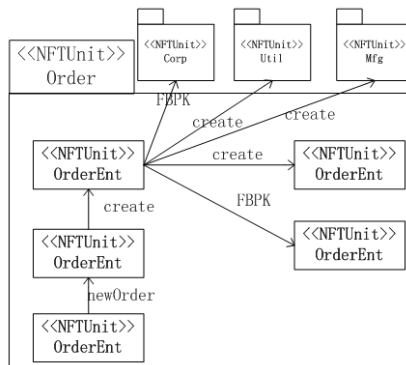 <<NFTUnit>>
Order
<<NFTUnit>>
Corp
<<NFTUnit>>
Util
<<NFTUnit>>
Mfg
FBPK
create
create
<<NFTUnit>>
OrderEnt
create
<<NFTUnit>>
OrderEnt
create
FBPK
<<NFTUnit>>
OrderEnt
<<NFTUnit>>
OrderEnt
newOrder
<<NFTUnit>>
OrderEnt